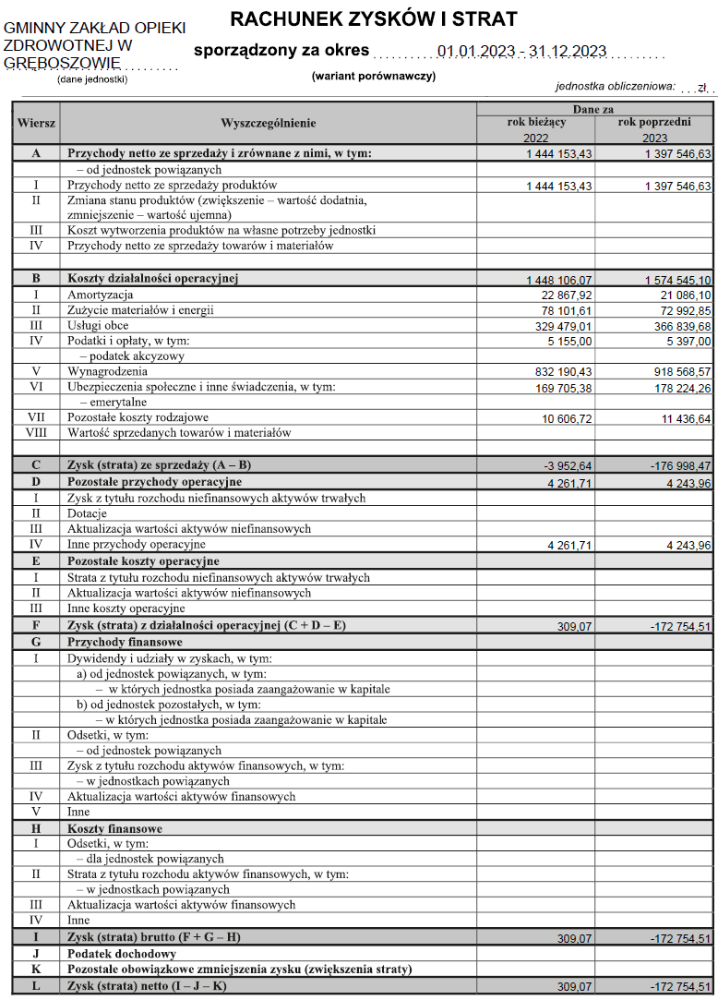 GMINNY ZAKŁAD OPIEKI
ZDROWOTNEJ W
GRĘBOSZOWIE
(dane jednostki)
RACHUNEK ZYSKÓW I STRAT
sporządzony za okres 01.01.2023 - 31.12.2023
(wariant porównawczy)
jednostka obliczeniowa: zł
Wiersz Wyszczególnienie Dane za
rok bieżący rok poprzedni
2022 2023
A Przychody netto ze sprzedaży i zrównane z nimi, w tym: 1 444 153,43 1 397 546,63
– od jednostek powiązanych
I Przychody netto ze sprzedaży produktów 1 444 153,43 1 397 546,63
II Zmiana stanu produktów (zwiększenie – wartość dodatnia,
zmniejszenie – wartość ujemna)
III Koszt wytworzenia produktów na własne potrzeby jednostki
IV Przychody netto ze sprzedaży towarów i materiałów
B Koszty działalności operacyjnej 1 448 106,07 1 574 545,10
I Amortyzacja 22 867,92 21 086,10
II Zużycie materiałów i energii 78 101,61 72 992,85
III Usługi obce 329 479,01 366 839,68
IV Podatki i opłaty, w tym: 5 155,00 5 397,00
– podatek akcyzowy
V Wynagrodzenia 832 190,43 918 568,57
VI Ubezpieczenia społeczne i inne świadczenia, w tym: 169 705,38 178 224,26
– emerytalne
VII Pozostałe koszty rodzajowe 10 606,72 11 436,64
VIII Wartość sprzedanych towarów i materiałów
C Zysk (strata) ze sprzedaży (A – B) -3 952,64 -176 998,47
D Pozostałe przychody operacyjne 4 261,71 4 243,96
I Zysk z tytułu rozchodu niefinansowych aktywów trwałych
II Dotacje
III Aktualizacja wartości aktywów niefinansowych
IV Inne przychody operacyjne 4 261,71 4 243,96
E Pozostałe koszty operacyjne
I Strata z tytułu rozchodu niefinansowych aktywów trwałych
II Aktualizacja wartości aktywów niefinansowych
III Inne koszty operacyjne
F Zysk (strata) z działalności operacyjnej (C + D – E) 309,07 -172 754,51
G Przychody finansowe
I Dywidendy i udziały w zyskach, w tym:
a) od jednostek powiązanych, w tym:
– w których jednostka posiada zaangażowanie w kapitale
b) od jednostek pozostałych, w tym:
– w których jednostka posiada zaangażowanie w kapitale
II Odsetki, w tym:
– od jednostek powiązanych
III Zysk z tytułu rozchodu aktywów finansowych, w tym:
– w jednostkach powiązanych
IV Aktualizacja wartości aktywów finansowych
V Inne
H Koszty finansowe
I Odsetki, w tym:
– dla jednostek powiązanych
II Strata z tytułu rozchodu aktywów finansowych, w tym:
– w jednostkach powiązanych
III Aktualizacja wartości aktywów finansowych
IV Inne
I Zysk (strata) brutto (F + G – H) 309,07 -172 754,51
J Podatek dochodowy
K Pozostałe obowiązkowe zmniejszenia zysku (zwiększenia straty)
L Zysk (strata) netto (I – J – K) 309,07 -172 754,51